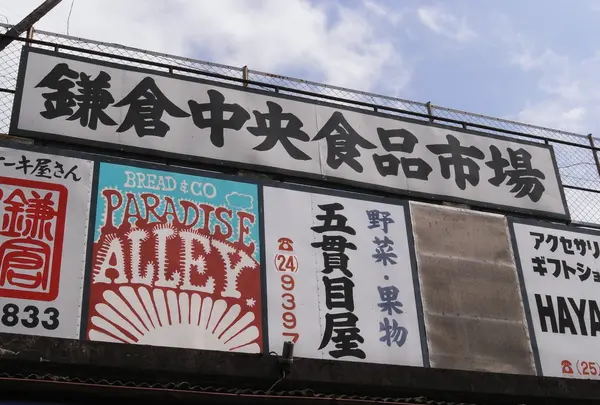 鎌倉中央食品市場
ケーキ屋さん
鎌倉
833
BREAD & CO
PARADISE
ALLEY
☎(24)9397
五貫目屋
野菜・果物
アクセサリ
ギフトショ
HAYA
☎(25